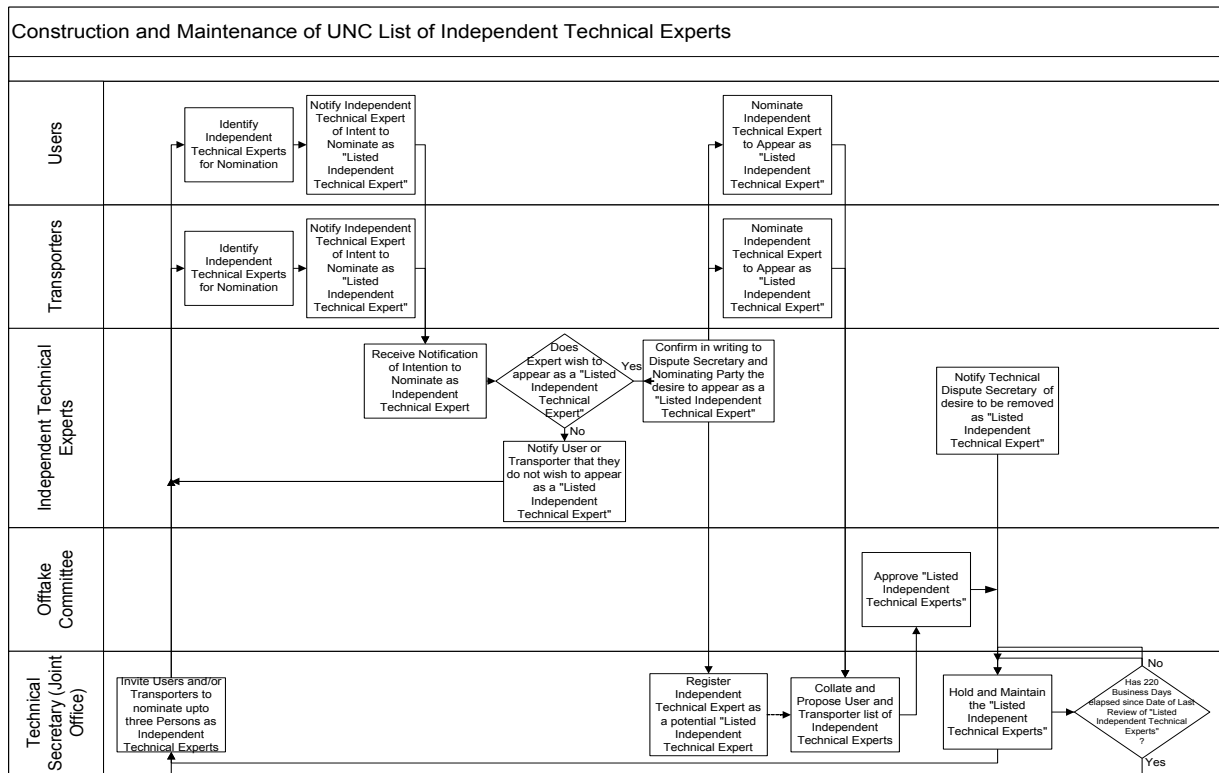 Construction and Maintenance of UNC List of Independent Technical Experts
Users
Identify
Independent
Technical Experts
for Nomination
Notify Independent
Technical Expert
of Intent to
Nominate as
"Listed
Independent
Technical Expert"
Nominate
Independent
Technical Expert
to Appear as
"Listed
Independent
Technical Expert"
Transporters
Identify
Independent
Technical Experts
for Nomination
Notify Independent
Technical Expert
of Intent to
Nominate as
"Listed
Independent
Technical Expert"
Nominate
Independent
Technical Expert
to Appear as
"Listed
Independent
Technical Expert"
Independent Technical
Experts
Receive Notification
of Intention to
Nominate as
Independent
Technical Expert
Does
Expert wish to
appear as a "Listed
Independent
Technical
Expert"
Yes
No
Confirm in writing to
Dispute Secretary and
Nominating Party the
desire to appear as a
"Listed Independent
Technical Expert"
Notify User or
Transporter that they
do not wish to appear
as a "Listed
Independent
Technical Expert"
Notify Technical
Dispute Secretary of
desire to be removed
as "Listed
Independent
Technical Expert"
Offtake
Committee
Approve "Listed
Independent
Technical Experts"
Technical
Secretary (Joint
Office)
Invite Users and/or
Transporters to
nominate upto
three Persons as
Independent
Technical Experts
Register
Independent
Technical Expert as
a potential "Listed
Independent
Technical Expert
Collate and
Propose User and
Transporter list of
Independent
Technical Experts
Hold and Maintain
the "Listed
Indepenent
Technical Experts"
No
Has 220
Business Days
elapsed since Date of Last
Review of "Listed
Independent Technical
Experts"
?
Yes